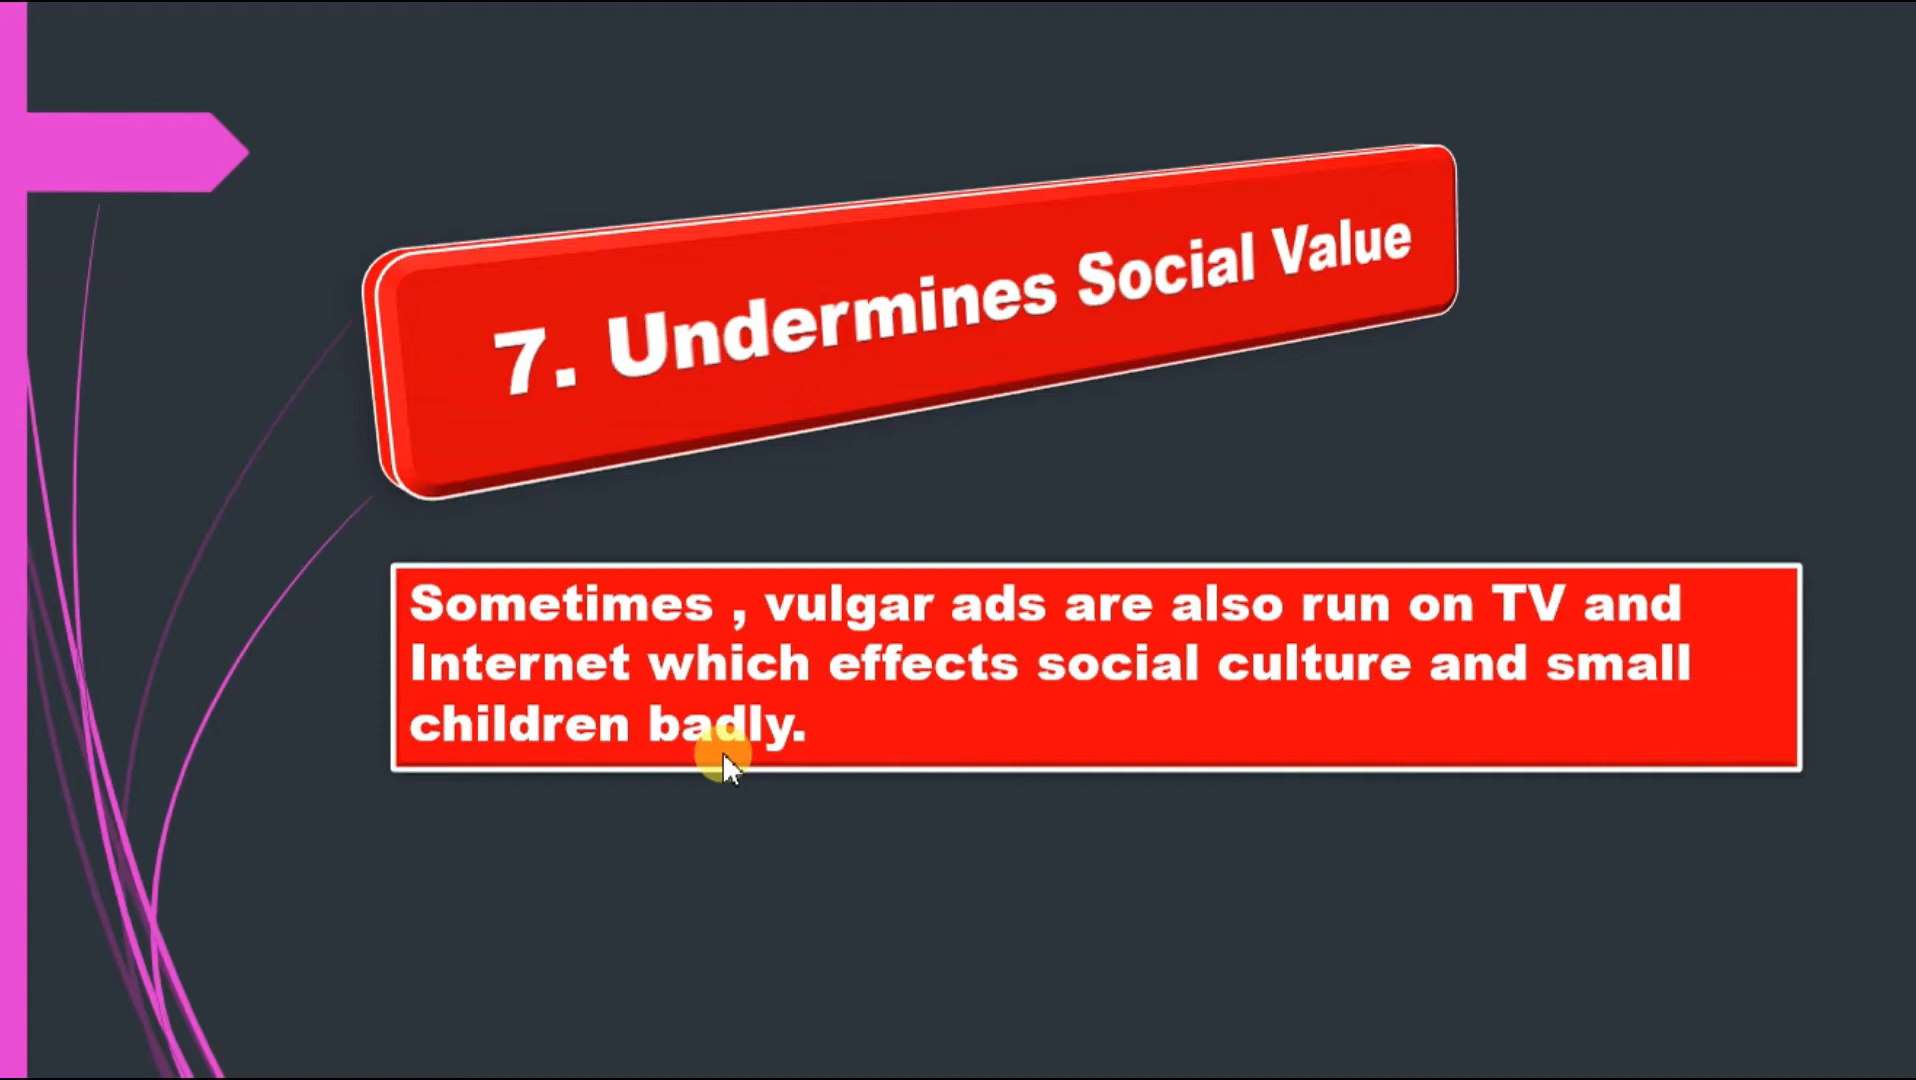 7. Undermines Social Value
Sometimes , vulgar ads are also run on TV and
Internet which effects social culture and small
children badly.